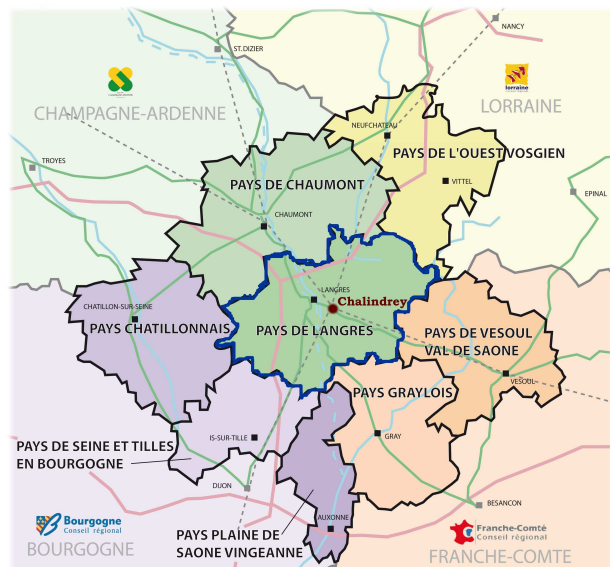 NANCY
ST.DIZIER
CHAMPAGNE-ARDENNE
lorraine
LORRAINE
NEUFCHATEAU
PAYS DE L'OUEST VOSGIEN
TROYES
PAYS DE CHAUMONT
VITTEL
EPINAL
CHAUMONT
LANGRES
Chalindrey
CHATILLON-SUR-SEINE
PAYS CHATILLONNAIS
PAYS DE LANGRES
PAYS DE VESOUL
VAL DE SAONE
VESOUL
PAYS GRAYLOIS
PAYS DE SEINE ET TILLES
EN BOURGOGNE
IS-SUR-TILLE
GRAY
DIJON
BESANCON
AUXONNE
Bourgogne
Conseil régional
BOURGOGNE
PAYS PLAINE DE
SAONE VINGEANNE
Franche-Comté
Conseil régional
FRANCHE-COMTE